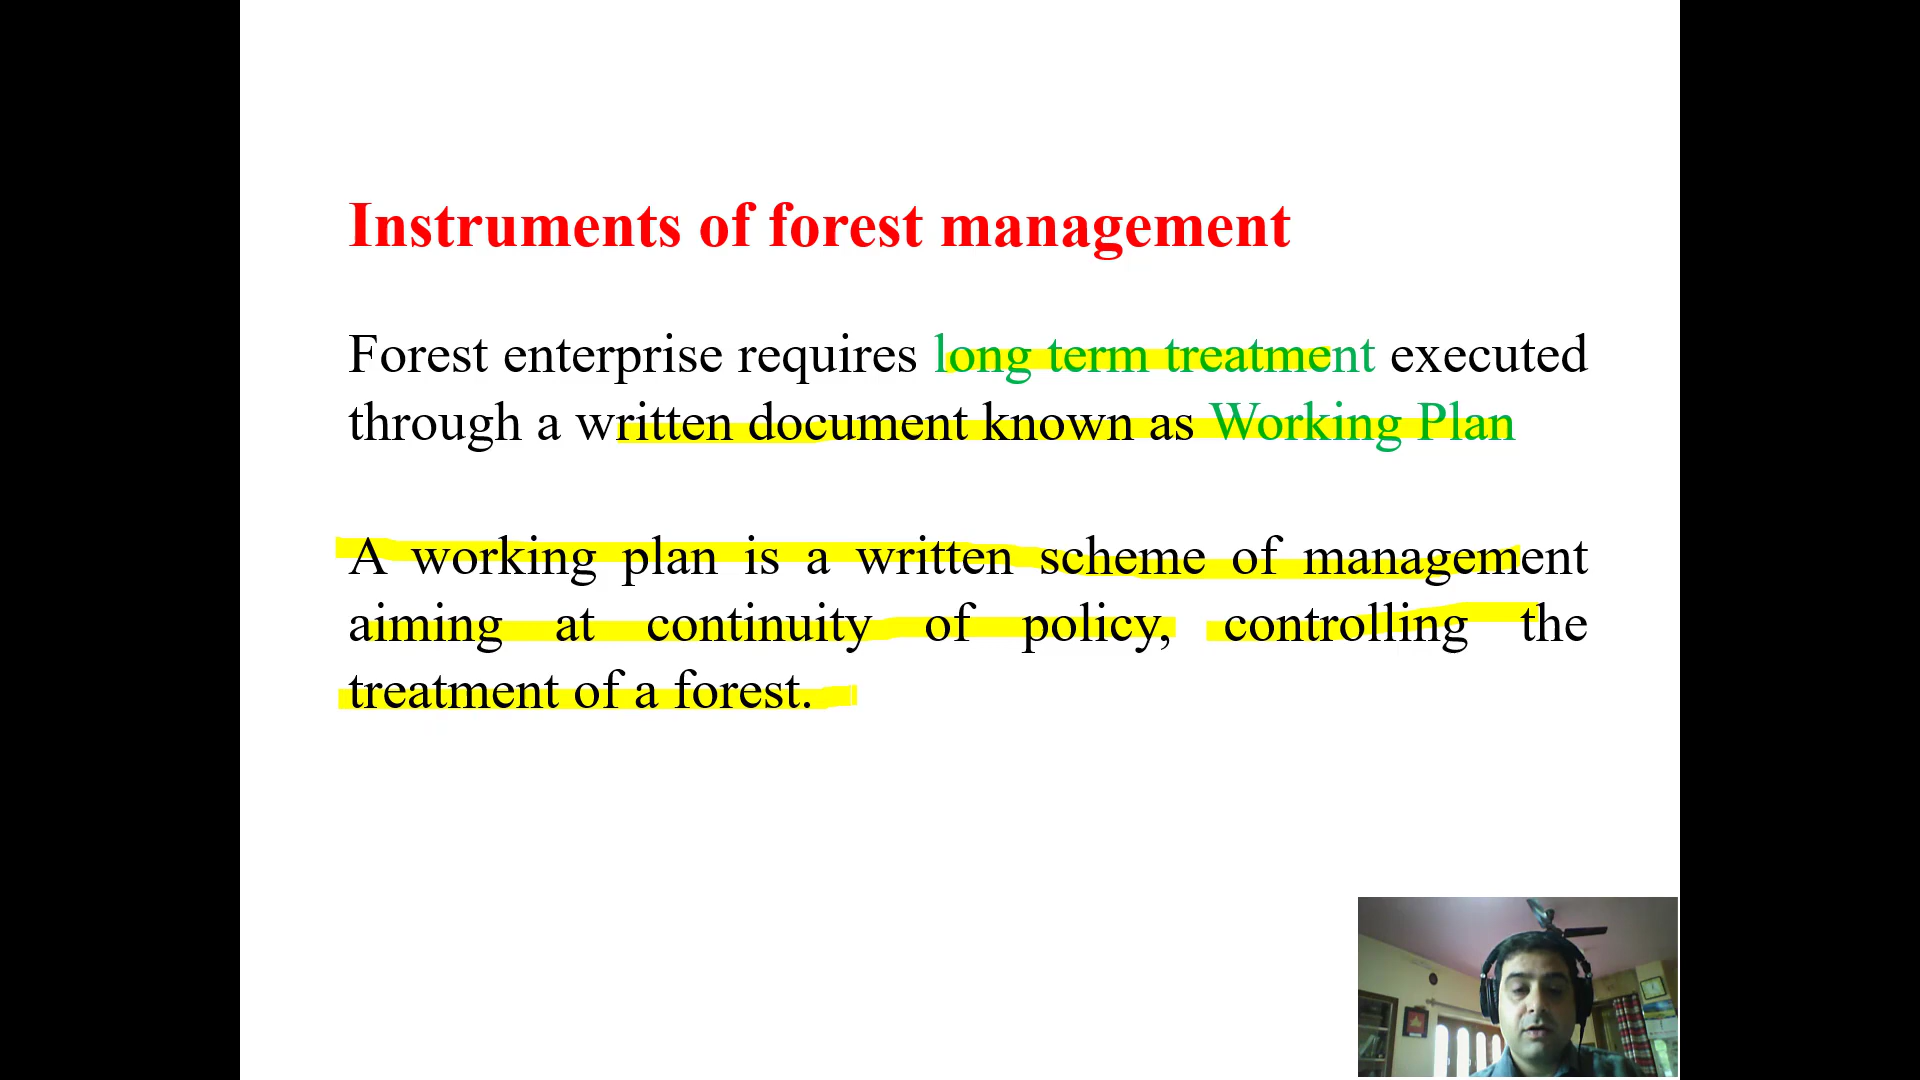 Instruments of forest management
Forest enterprise requires long term treatment executed
through a written document known as Working Plan
A working plan is a written scheme of management
aiming at continuity of policy, controlling the
treatment of a forest.